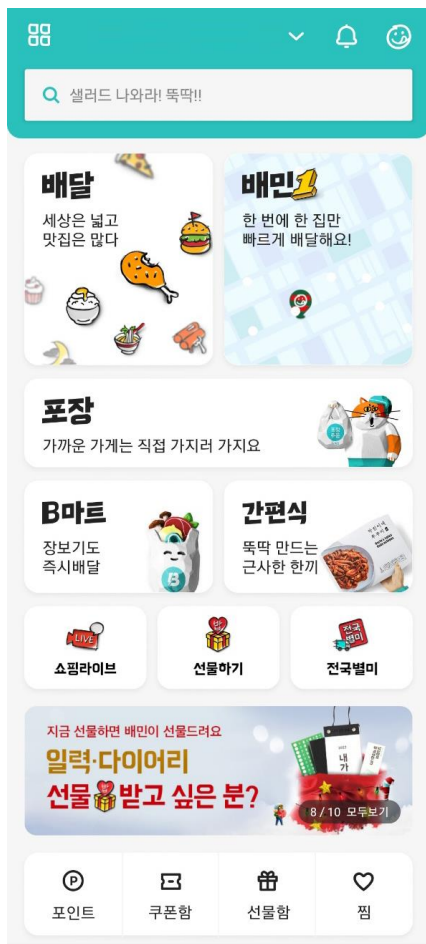 샐러드 나와라! 뚝딱!!
배달
세상은 넓고
맛집은 많다
배민1
한 번에 한 집만
빠르게 배달해요!
포장
가까운 가게는 직접 가지러 가지요
B마트
장보기도
즉시배달
B
간편식
뚝딱 만드는
근사한 한끼
LIVE
쇼핑라이브
선물하기
전국
별미
전국별미
지금 선물하면 배민이 선물드려요
일력·다이어리
선물 받고 싶은 분?
내
가
8/10 모두보기
P
포인트
쿠폰함
선물함
찜